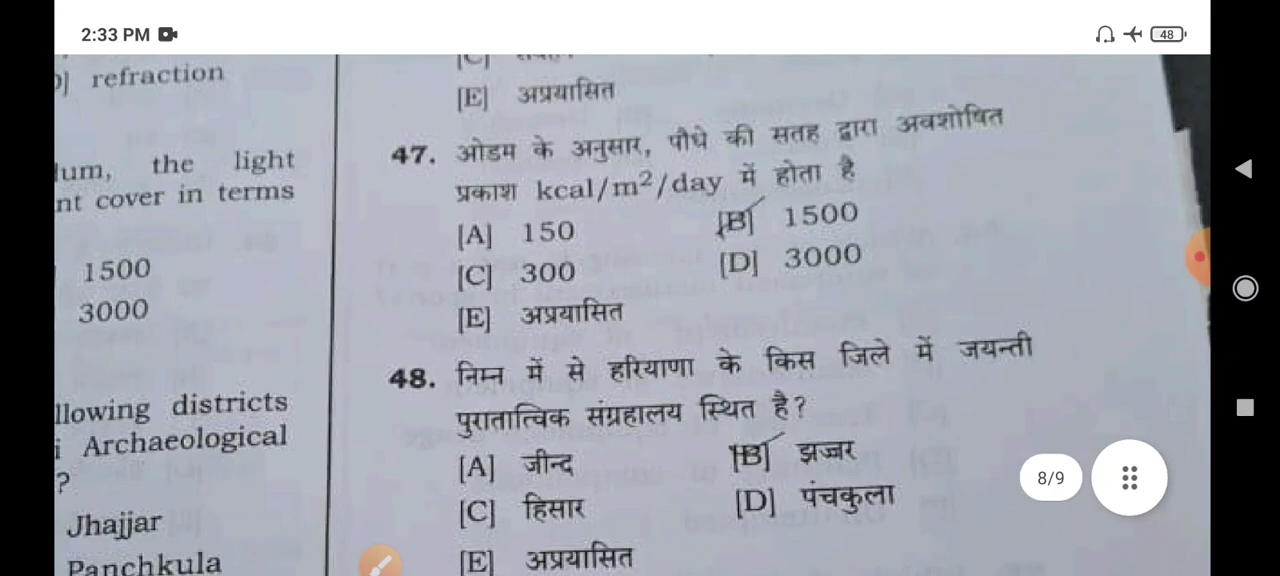 2:33 PM
48
D] refraction
lum, the light
nt cover in terms
1500
3000
llowing districts
i Archaeological
?
Jhajjar
Panchkula
[C]
[E] अप्रयासित
47. ओडम के अनुसार, पौधे की सतह द्वारा अवशोषित
प्रकाश kcal/m²/day में होता है
[A] 150 [B] 1500
[C] 300 [D] 3000
[E] अप्रयासित
48. निम्न में से हरियाणा के किस जिले में जयन्ती
पुरातात्विक संग्रहालय स्थित है?
[A] जीन्द [B] झज्जर
[C] हिसार [D] पंचकुला
[E] अप्रयासित
8/9